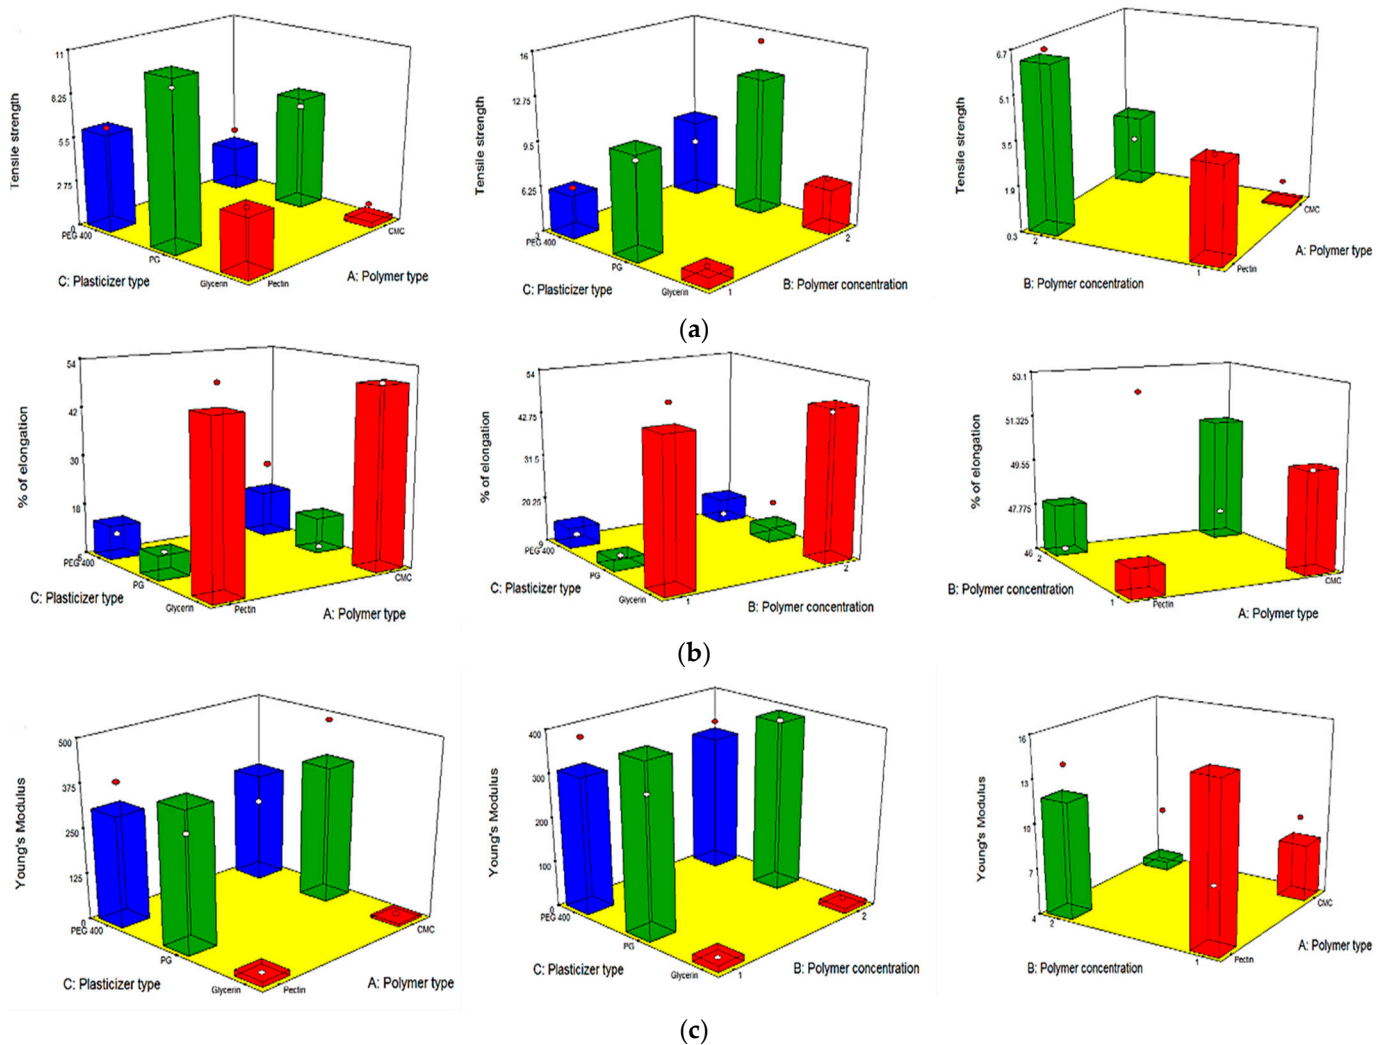 11
8.25
5.5
2.75
0
Tensile strength
PEG 400
PG
Glycerin
Pectin
CMC
C: Plasticizer type
A: Polymer type
16
12.75
9.5
6.25
3
Tensile strength
PEG 400
PG
Glycerin
1
2
C: Plasticizer type
B: Polymer concentration
6.7
5.1
3.5
1.9
0.3
Tensile strength
2
1
Pectin
CMC
B: Polymer concentration
A: Polymer type
(a)
54
42
30
18
5
% of elongation
PEG 400
PG
Glycerin
Pectin
CMC
C: Plasticizer type
A: Polymer type
54
42.75
31.5
20.25
9
% of elongation
PEG 400
PG
Glycerin
1
2
C: Plasticizer type
B: Polymer concentration
53.1
51.325
49.55
47.775
46
% of elongation
2
1
Pectin
CMC
B: Polymer concentration
A: Polymer type
(b)
500
375
250
125
0
Young's Modulus
PEG 400
PG
Glycerin
Pectin
CMC
C: Plasticizer type
A: Polymer type
400
300
200
100
0
Young's Modulus
PEG 400
PG
Glycerin
1
2
C: Plasticizer type
B: Polymer concentration
16
13
10
7
4
Young's Modulus
2
1
Pectin
CMC
B: Polymer concentration
A: Polymer type
(c)